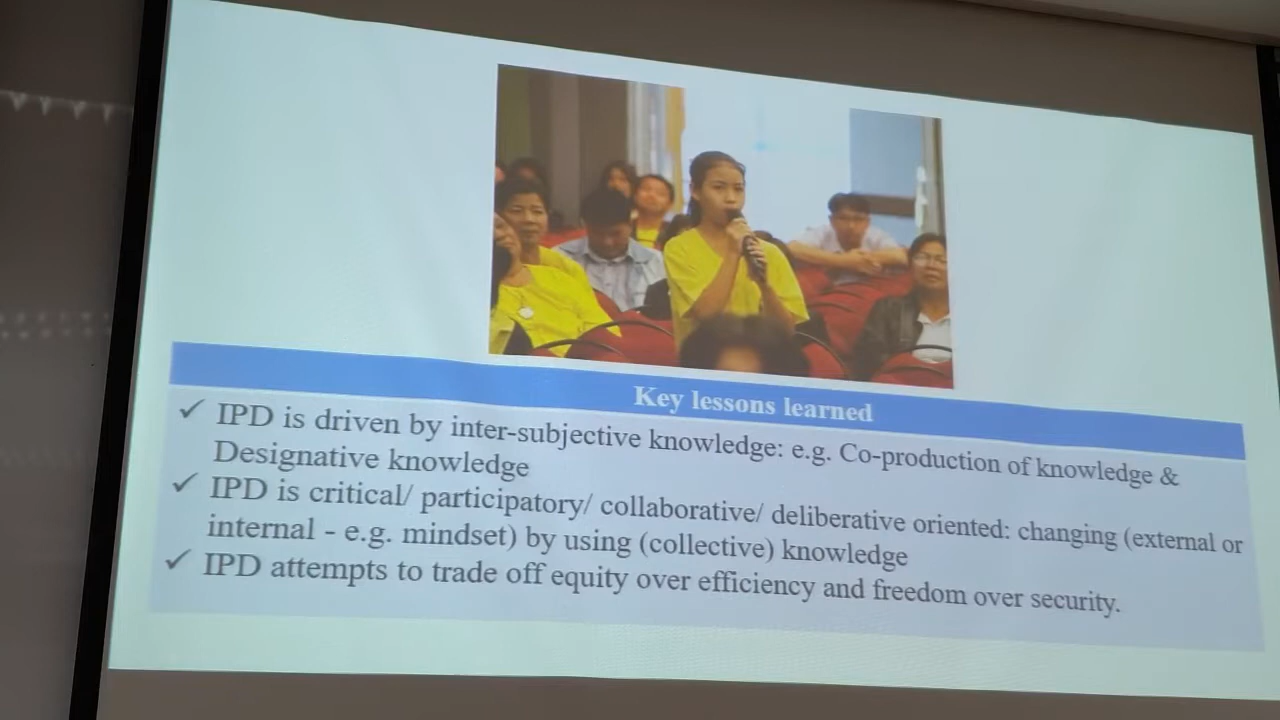 Key lessons learned
✓ IPD is driven by inter-subjective knowledge: e.g. Co-production of knowledge &
Designative knowledge
✓ IPD is critical/ participatory/ collaborative/ deliberative oriented: changing (external or
internal - e.g. mindset) by using (collective) knowledge
✓ IPD attempts to trade off equity over efficiency and freedom over security.